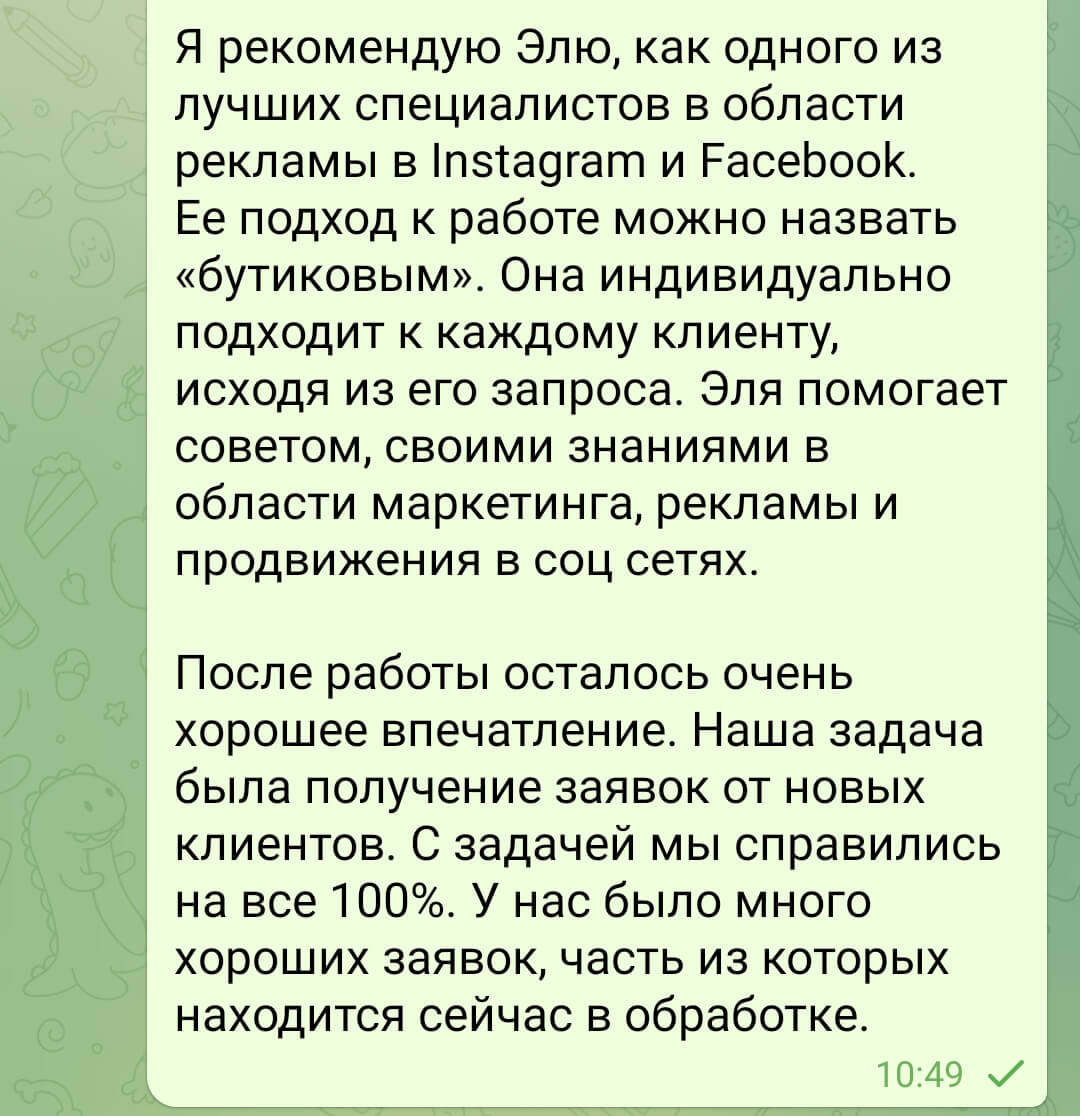 Я рекомендую Элю, как одного из
лучших специалистов в области
рекламы в Instagram и Facebook.
Ее подход к работе можно назвать
«бутиковым». Она индивидуально
подходит к каждому клиенту,
исходя из его запроса. Эля помогает
советом, своими знаниями в
области маркетинга, рекламы и
продвижения в соц сетях.

После работы осталось очень
хорошее впечатление. Наша задача
была получение заявок от новых
клиентов. С задачей мы справились
на все 100%. У нас было много
хороших заявок, часть из которых
находится сейчас в обработке.
10:49